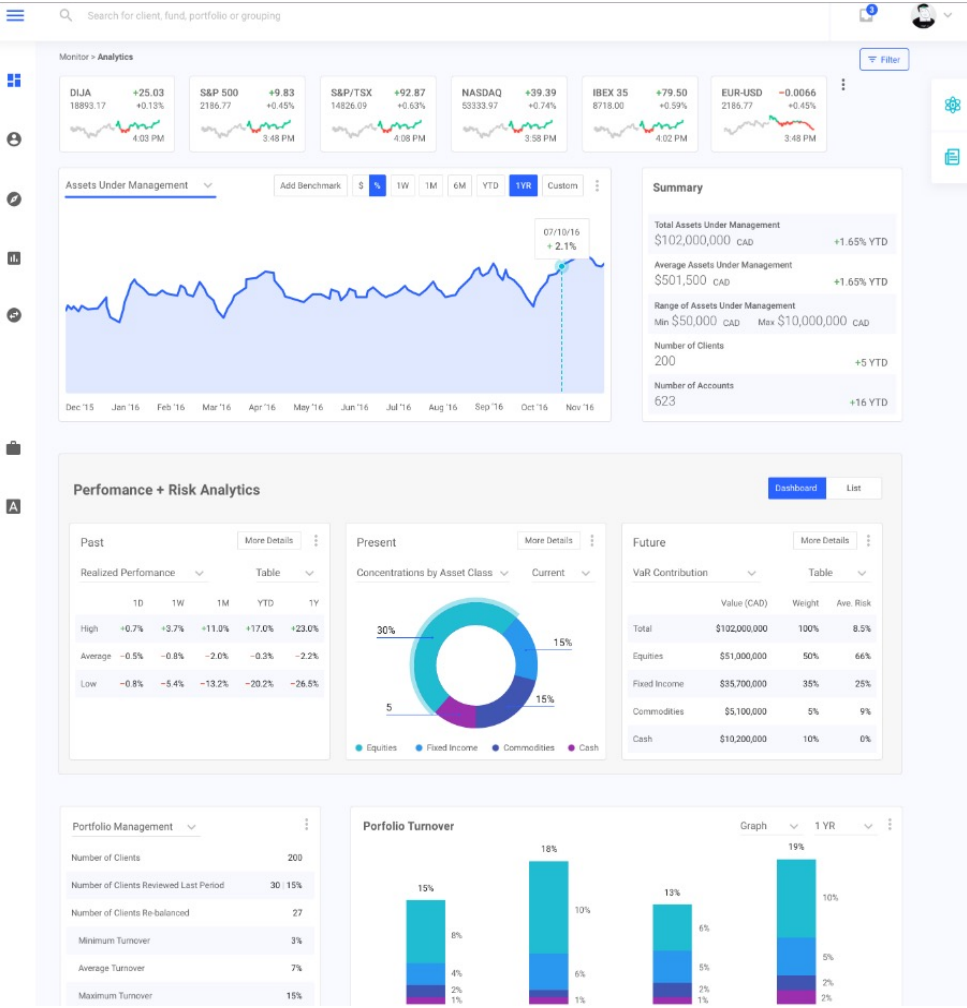 Search for client, fund, portfolio or grouping
3
Monitor > Analytics
Filter
DIJA +25.03
18893.17 +0.13%
4:03 PM
S&P 500 +9.83
2186.77 +0.45%
3:48 PM
S&P/TSX +92.87
14826.09 +0.63%
4:08 PM
NASDAQ +39.39
53333.97 +0.74%
3:58 PM
IBEX 35 +79.50
8718.00 +0.59%
4:02 PM
EUR-USD -0.0066
2186.77 +0.45%
3:48 PM
Assets Under Management
Add Benchmark $ % 1W 1M 6M YTD 1YR Custom
07/10/16
+ 2.1%
Dec '15 Jan '16 Feb '16 Mar '16 Apr '16 May '16 Jun '16 Jul '16 Aug '16 Sep '16 Oct '16 Nov '16
Summary
Total Assets Under Management
$102,000,000 CAD +1.65% YTD
Average Assets Under Management
$501,500 CAD +1.65% YTD
Range of Assets Under Management
Min $50,000 CAD Max $10,000,000 CAD
Number of Clients
200 +5 YTD
Number of Accounts
623 +16 YTD
Perfomance + Risk Analytics
Dashboard List
Past More Details
Realized Perfomance Table
1D 1W 1M YTD 1Y
High +0.7% +3.7% +11.0% +17.0% +23.0%
Average -0.5% -0.8% -2.0% -0.3% -2.2%
Low -0.8% -5.4% -13.2% -20.2% -26.5%
Present More Details
Concentrations by Asset Class Current
30%
15%
15%
5
Equities Fixed Income Commodities Cash
Future More Details
VaR Contribution Table
Value (CAD) Weight Ave. Risk
Total $102,000,000 100% 8.5%
Equities $51,000,000 50% 66%
Fixed Income $35,700,000 35% 25%
Commodities $5,100,000 5% 9%
Cash $10,200,000 10% 0%
Portfolio Management
Number of Clients 200
Number of Clients Reviewed Last Period 30 | 15%
Number of Clients Re-balanced 27
Minimum Turnover 3%
Average Turnover 7%
Maximum Turnover 15%
Porfolio Turnover Graph 1 YR
15%
8%
4%
2%
1%
18%
10%
6%
1%
13%
6%
5%
2%
1%
19%
10%
5%
2%
2%
A